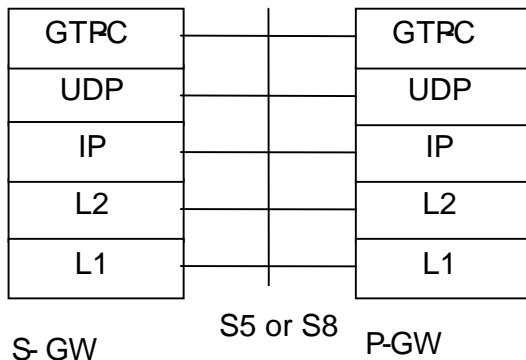 GTP-C GTP-C
UDP UDP
IP IP
L2 L2
L1 L1
S5 or S8
S- GW P-GW